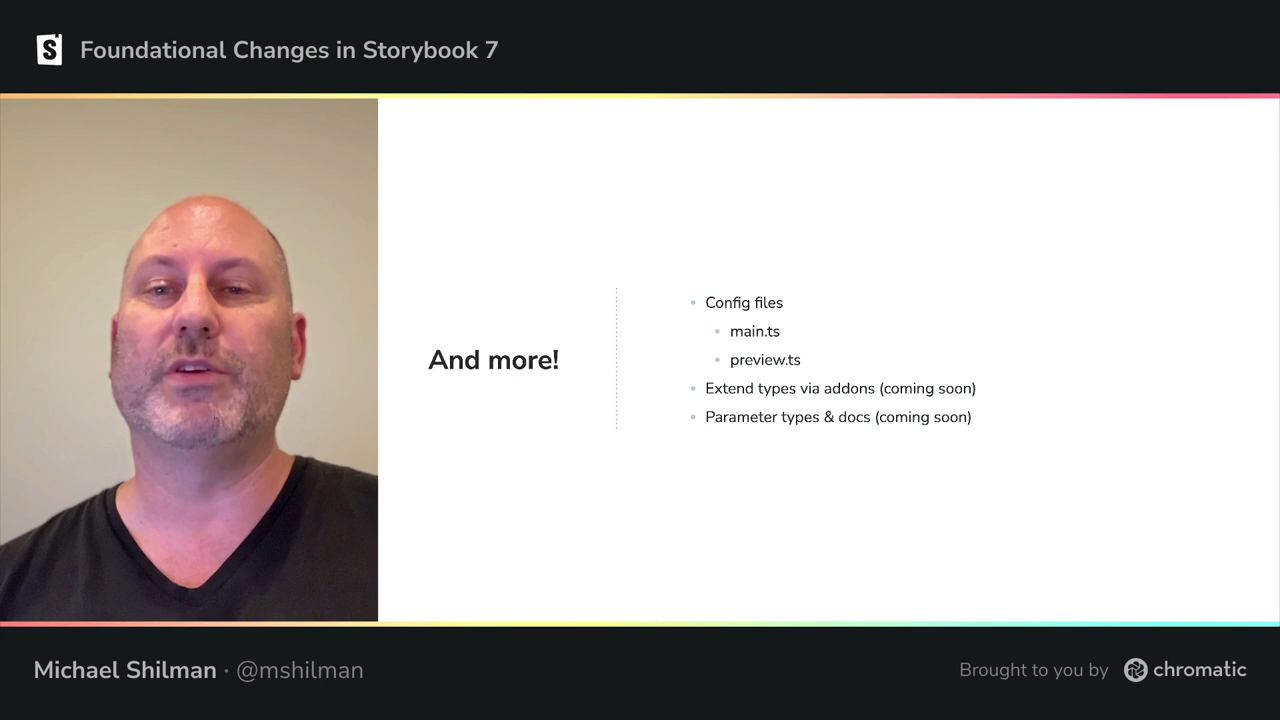 Foundational Changes in Storybook 7
And more!
Config files
main.ts
preview.ts
Extend types via addons (coming soon)
Parameter types & docs (coming soon)
Michael Shilman · @mshilman
Brought to you by chromatic